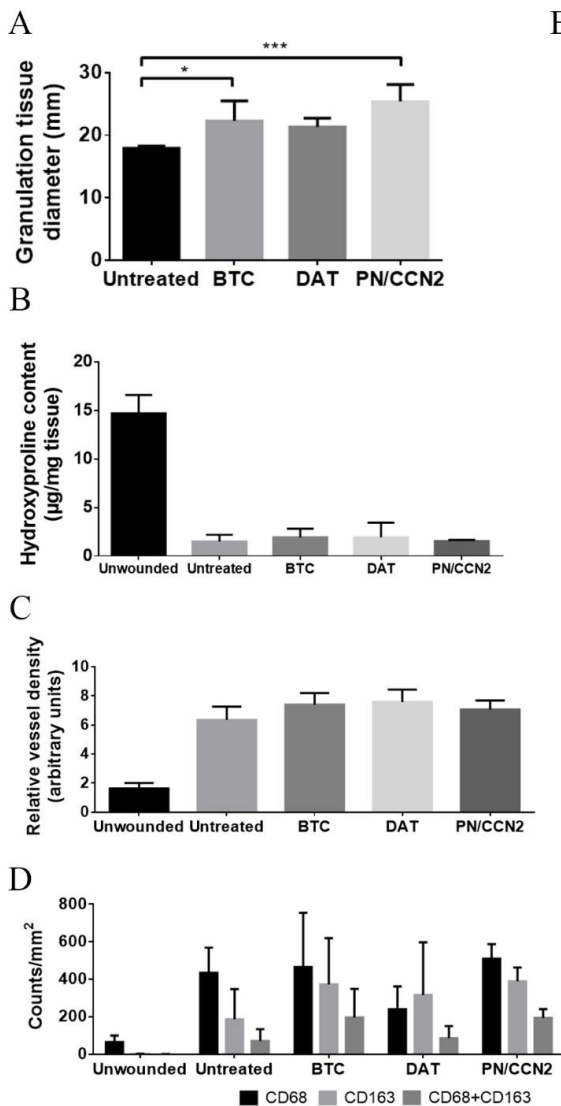 A
E
***
*
Granulation tissue
diameter (mm)
30
20
10
0
Untreated BTC DAT PN/CCN2
B
Hydroxyproline content
(µg/mg tissue)
20
15
10
5
0
Unwounded Untreated BTC DAT PN/CCN2
C
Relative vessel density
(arbitrary units)
10
8
6
4
2
0
Unwounded Untreated BTC DAT PN/CCN2
D
Counts/mm²
800
600
400
200
0
Unwounded Untreated BTC DAT PN/CCN2
CD68 CD163 CD68+CD163